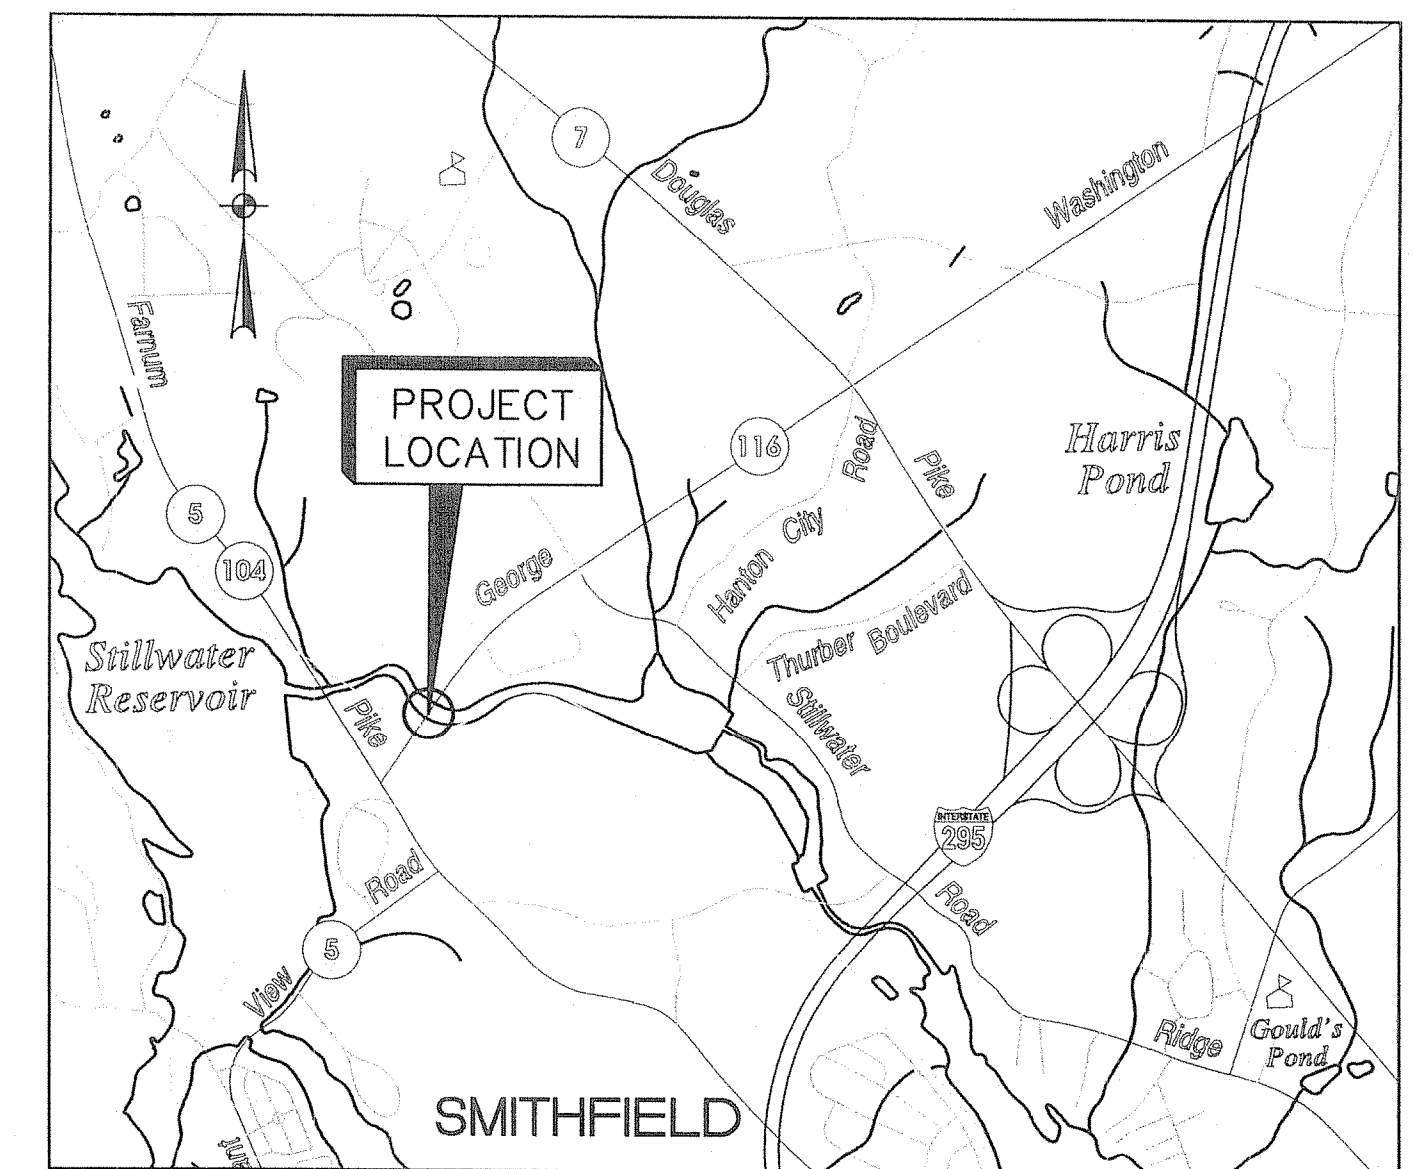 7
Douglas
Washington
Farnum
PROJECT
LOCATION
116
Road
Pike
Harris
Pond
5
104
George
Hanton City
Thurber Boulevard
Stillwater
Reservoir
Pike
Stillwater
INTERSTATE
295
Road
Road
5
View
Ridge
Gould's
Pond
SMITHFIELD